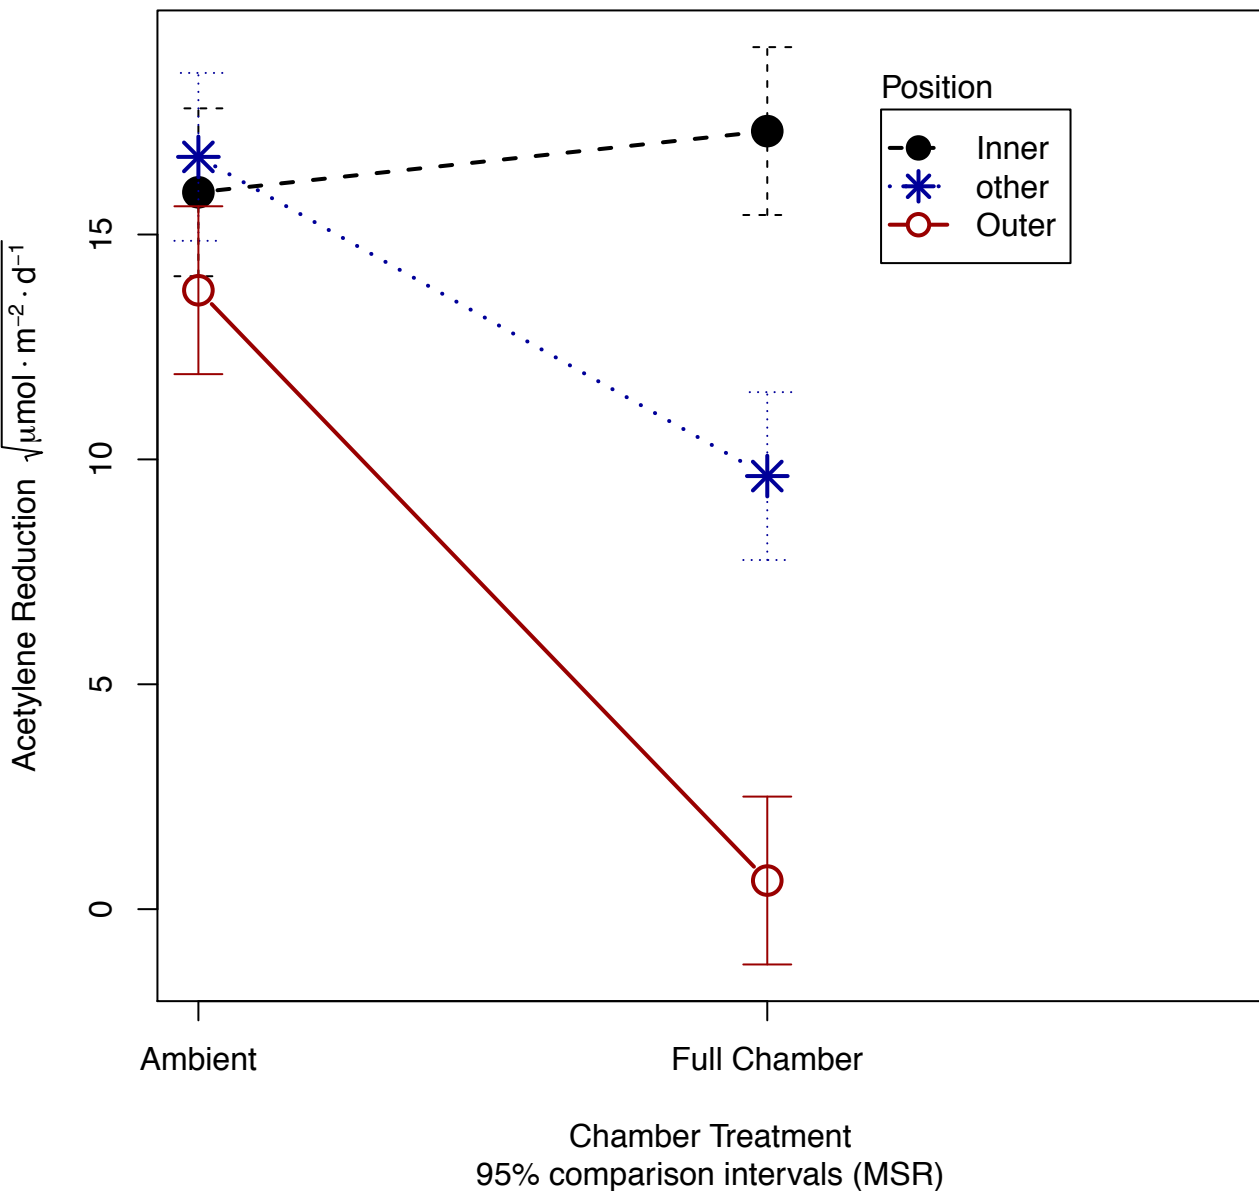 Position
Inner
other
Outer
Acetylene Reduction √μmol · m⁻² · d⁻¹
15
10
5
0
Ambient Full Chamber
Chamber Treatment
95% comparison intervals (MSR)